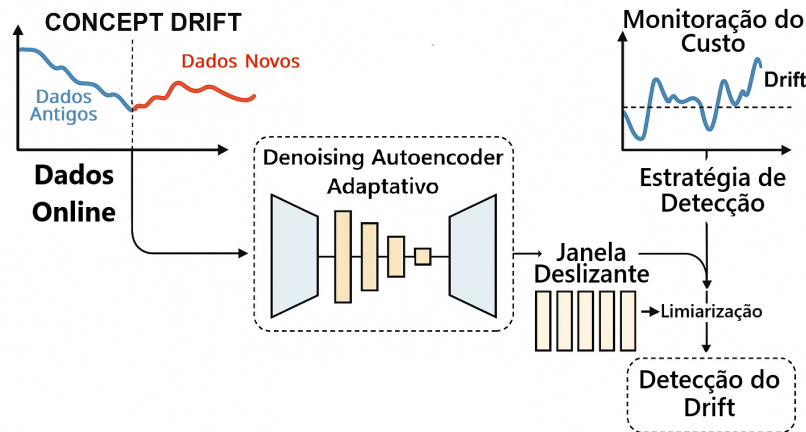 CONCEPT DRIFT
Dados Novos
Dados
Antigos
Dados
Online
Denoising Autoencoder
Adaptativo
Monitoração do
Custo
Drift
Estratégia de
Detecção
Janela
Deslizante
Limiarização
Detecção do
Drift